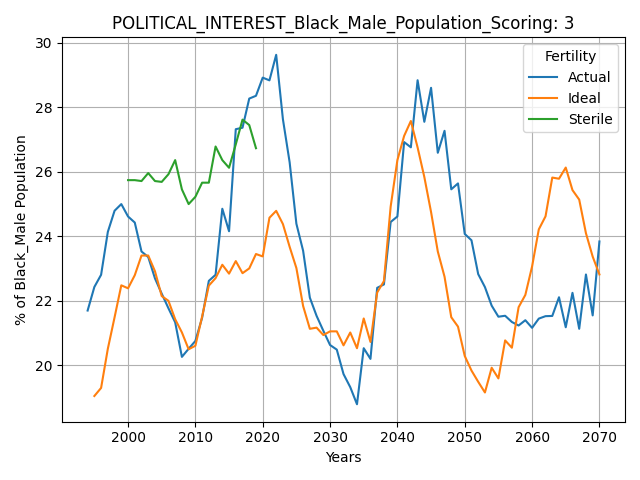 POLITICAL_INTEREST_Black_Male_Population_Scoring: 3
% of Black_Male Population
30
28
26
24
22
20
Fertility
Actual
Ideal
Sterile
2000 2010 2020 2030 2040 2050 2060 2070
Years